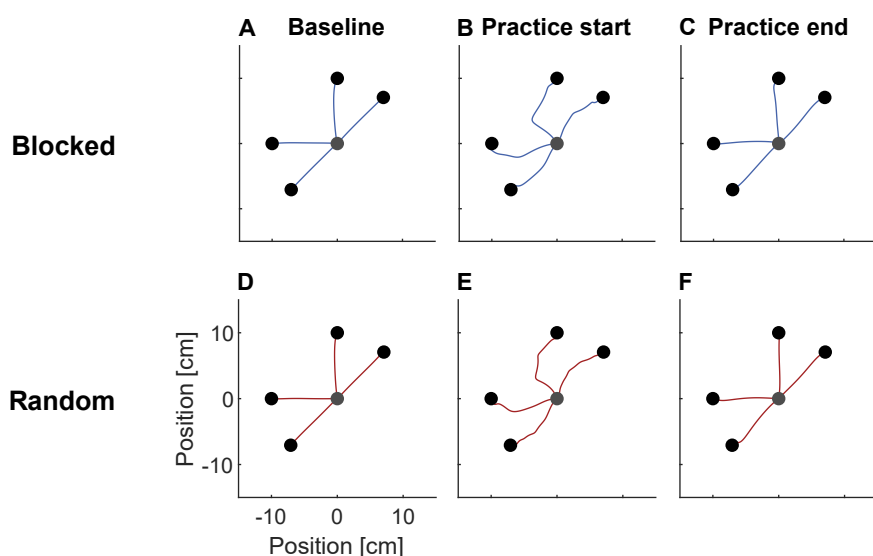 A Baseline B Practice start C Practice end
Blocked
D E F
10
0
-10
Position [cm]
Random
-10 0 10
Position [cm]